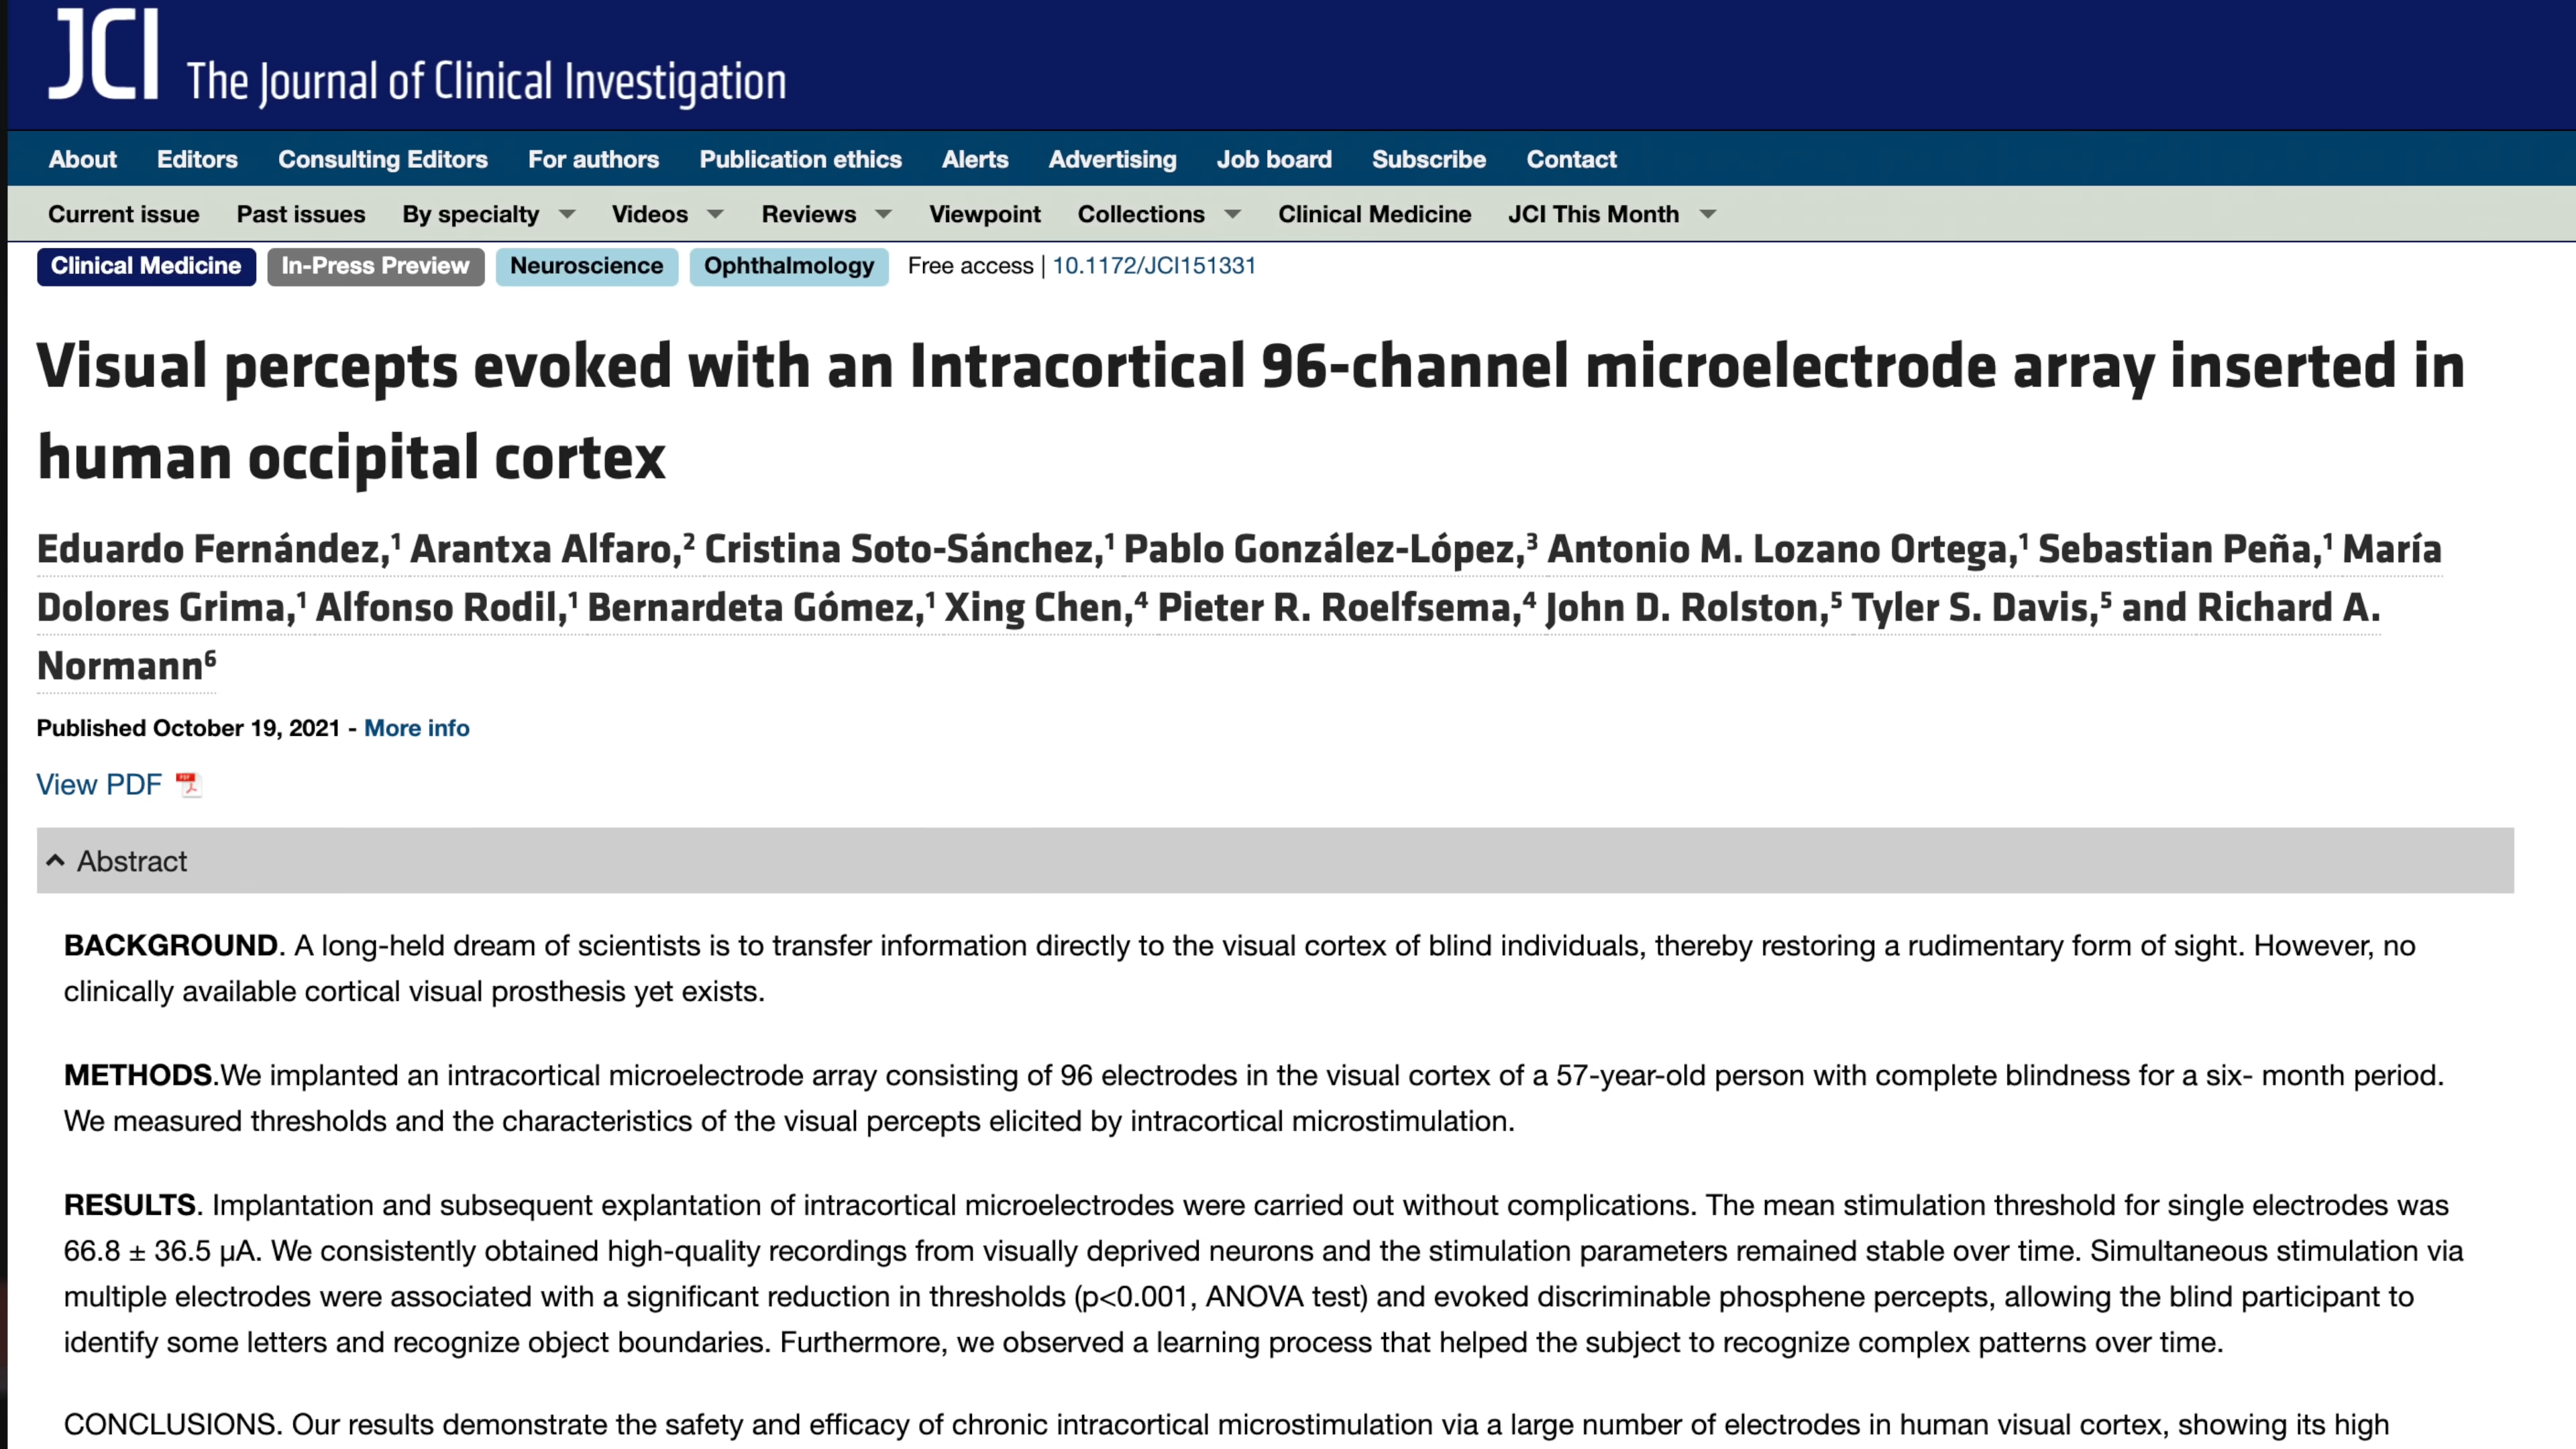 JCI The Journal of Clinical Investigation
About Editors Consulting Editors For authors Publication ethics Alerts Advertising Job board Subscribe Contact
Current issue Past issues By specialty Videos Reviews Viewpoint Collections Clinical Medicine JCI This Month
Clinical Medicine In-Press Preview Neuroscience Ophthalmology Free access | 10.1172/JCI151331
Visual percepts evoked with an Intracortical 96-channel microelectrode array inserted in
human occipital cortex
Eduardo Fernández,¹ Arantxa Alfaro,² Cristina Soto-Sánchez,¹ Pablo González-López,³ Antonio M. Lozano Ortega,¹ Sebastian Peña,¹ María
Dolores Grima,¹ Alfonso Rodil,¹ Bernardeta Gómez,¹ Xing Chen,⁴ Pieter R. Roelfsema,⁴ John D. Rolston,⁵ Tyler S. Davis,⁵ and Richard A.
Normann⁶
Published October 19, 2021 - More info
View PDF
Abstract
BACKGROUND. A long-held dream of scientists is to transfer information directly to the visual cortex of blind individuals, thereby restoring a rudimentary form of sight. However, no
clinically available cortical visual prosthesis yet exists.
METHODS.We implanted an intracortical microelectrode array consisting of 96 electrodes in the visual cortex of a 57-year-old person with complete blindness for a six- month period.
We measured thresholds and the characteristics of the visual percepts elicited by intracortical microstimulation.
RESULTS. Implantation and subsequent explantation of intracortical microelectrodes were carried out without complications. The mean stimulation threshold for single electrodes was
66.8 ± 36.5 μA. We consistently obtained high-quality recordings from visually deprived neurons and the stimulation parameters remained stable over time. Simultaneous stimulation via
multiple electrodes were associated with a significant reduction in thresholds (p<0.001, ANOVA test) and evoked discriminable phosphene percepts, allowing the blind participant to
identify some letters and recognize object boundaries. Furthermore, we observed a learning process that helped the subject to recognize complex patterns over time.
CONCLUSIONS. Our results demonstrate the safety and efficacy of chronic intracortical microstimulation via a large number of electrodes in human visual cortex, showing its high